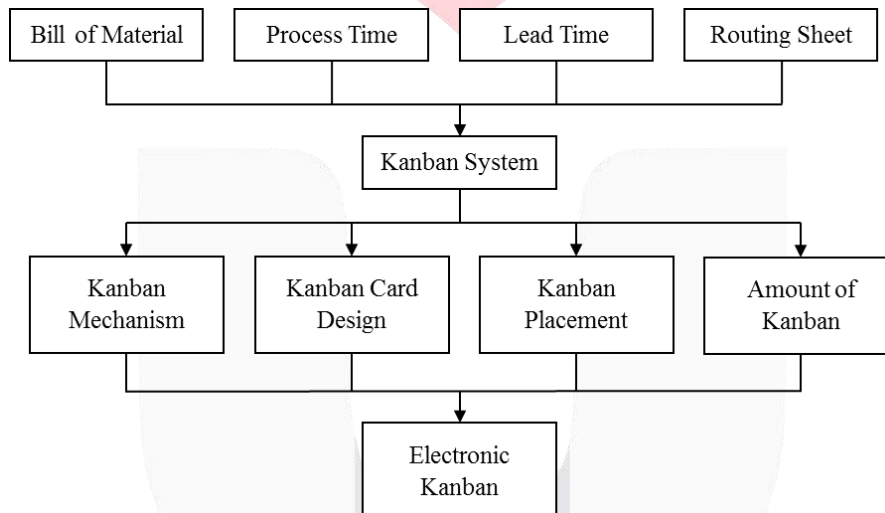 Bill of Material
Process Time
Lead Time
Routing Sheet
Kanban System
Kanban
Mechanism
Kanban Card
Design
Kanban
Placement
Amount of
Kanban
Electronic
Kanban